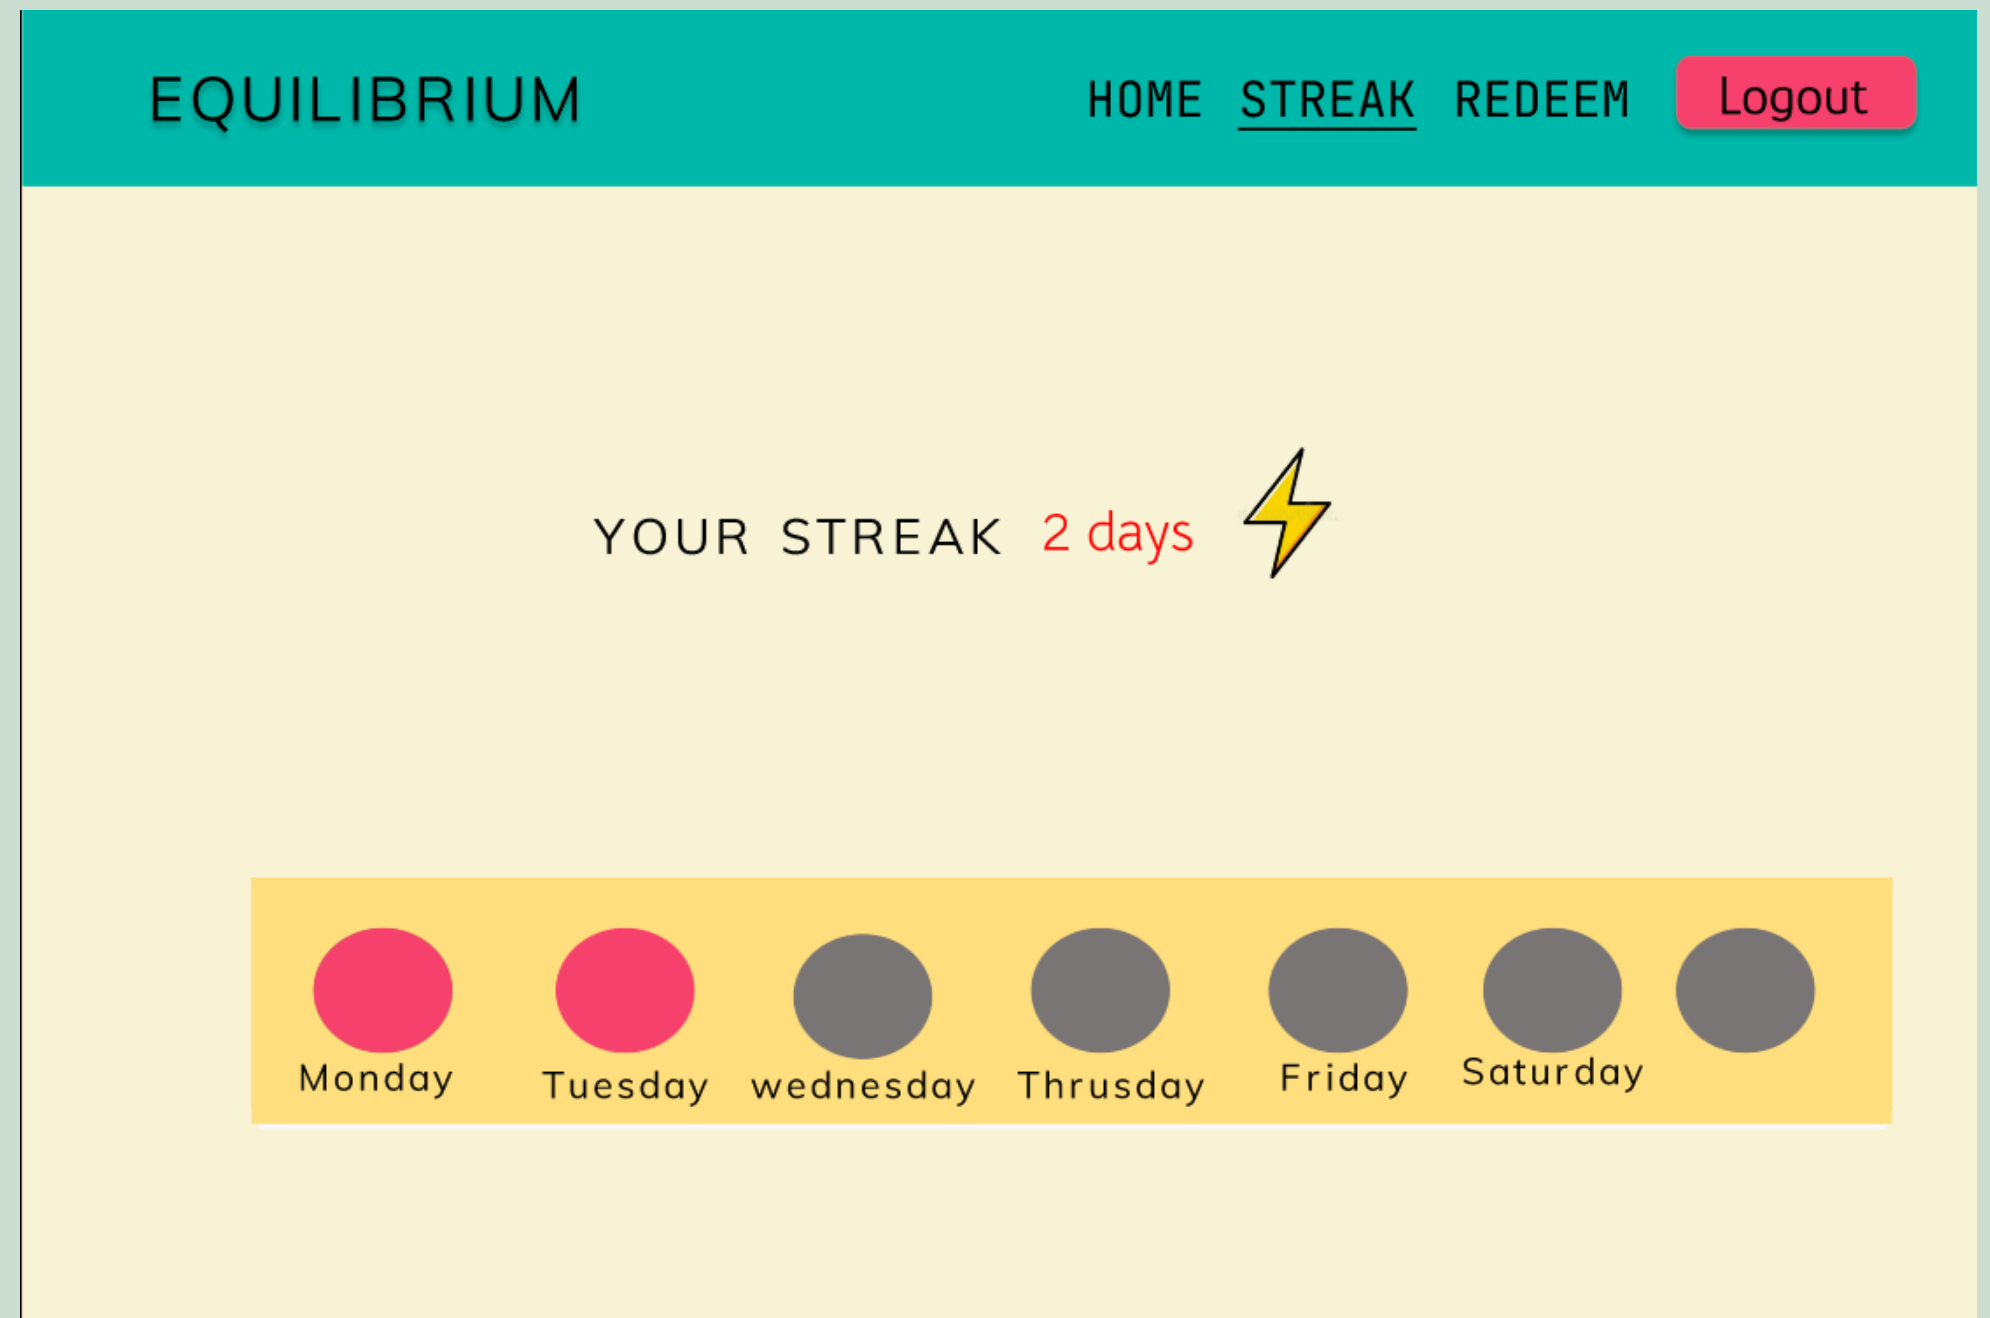 EQUILIBRIUM HOME STREAK REDEEM Logout
YOUR STREAK 2 days
Monday Tuesday wednesday Thrusday Friday Saturday